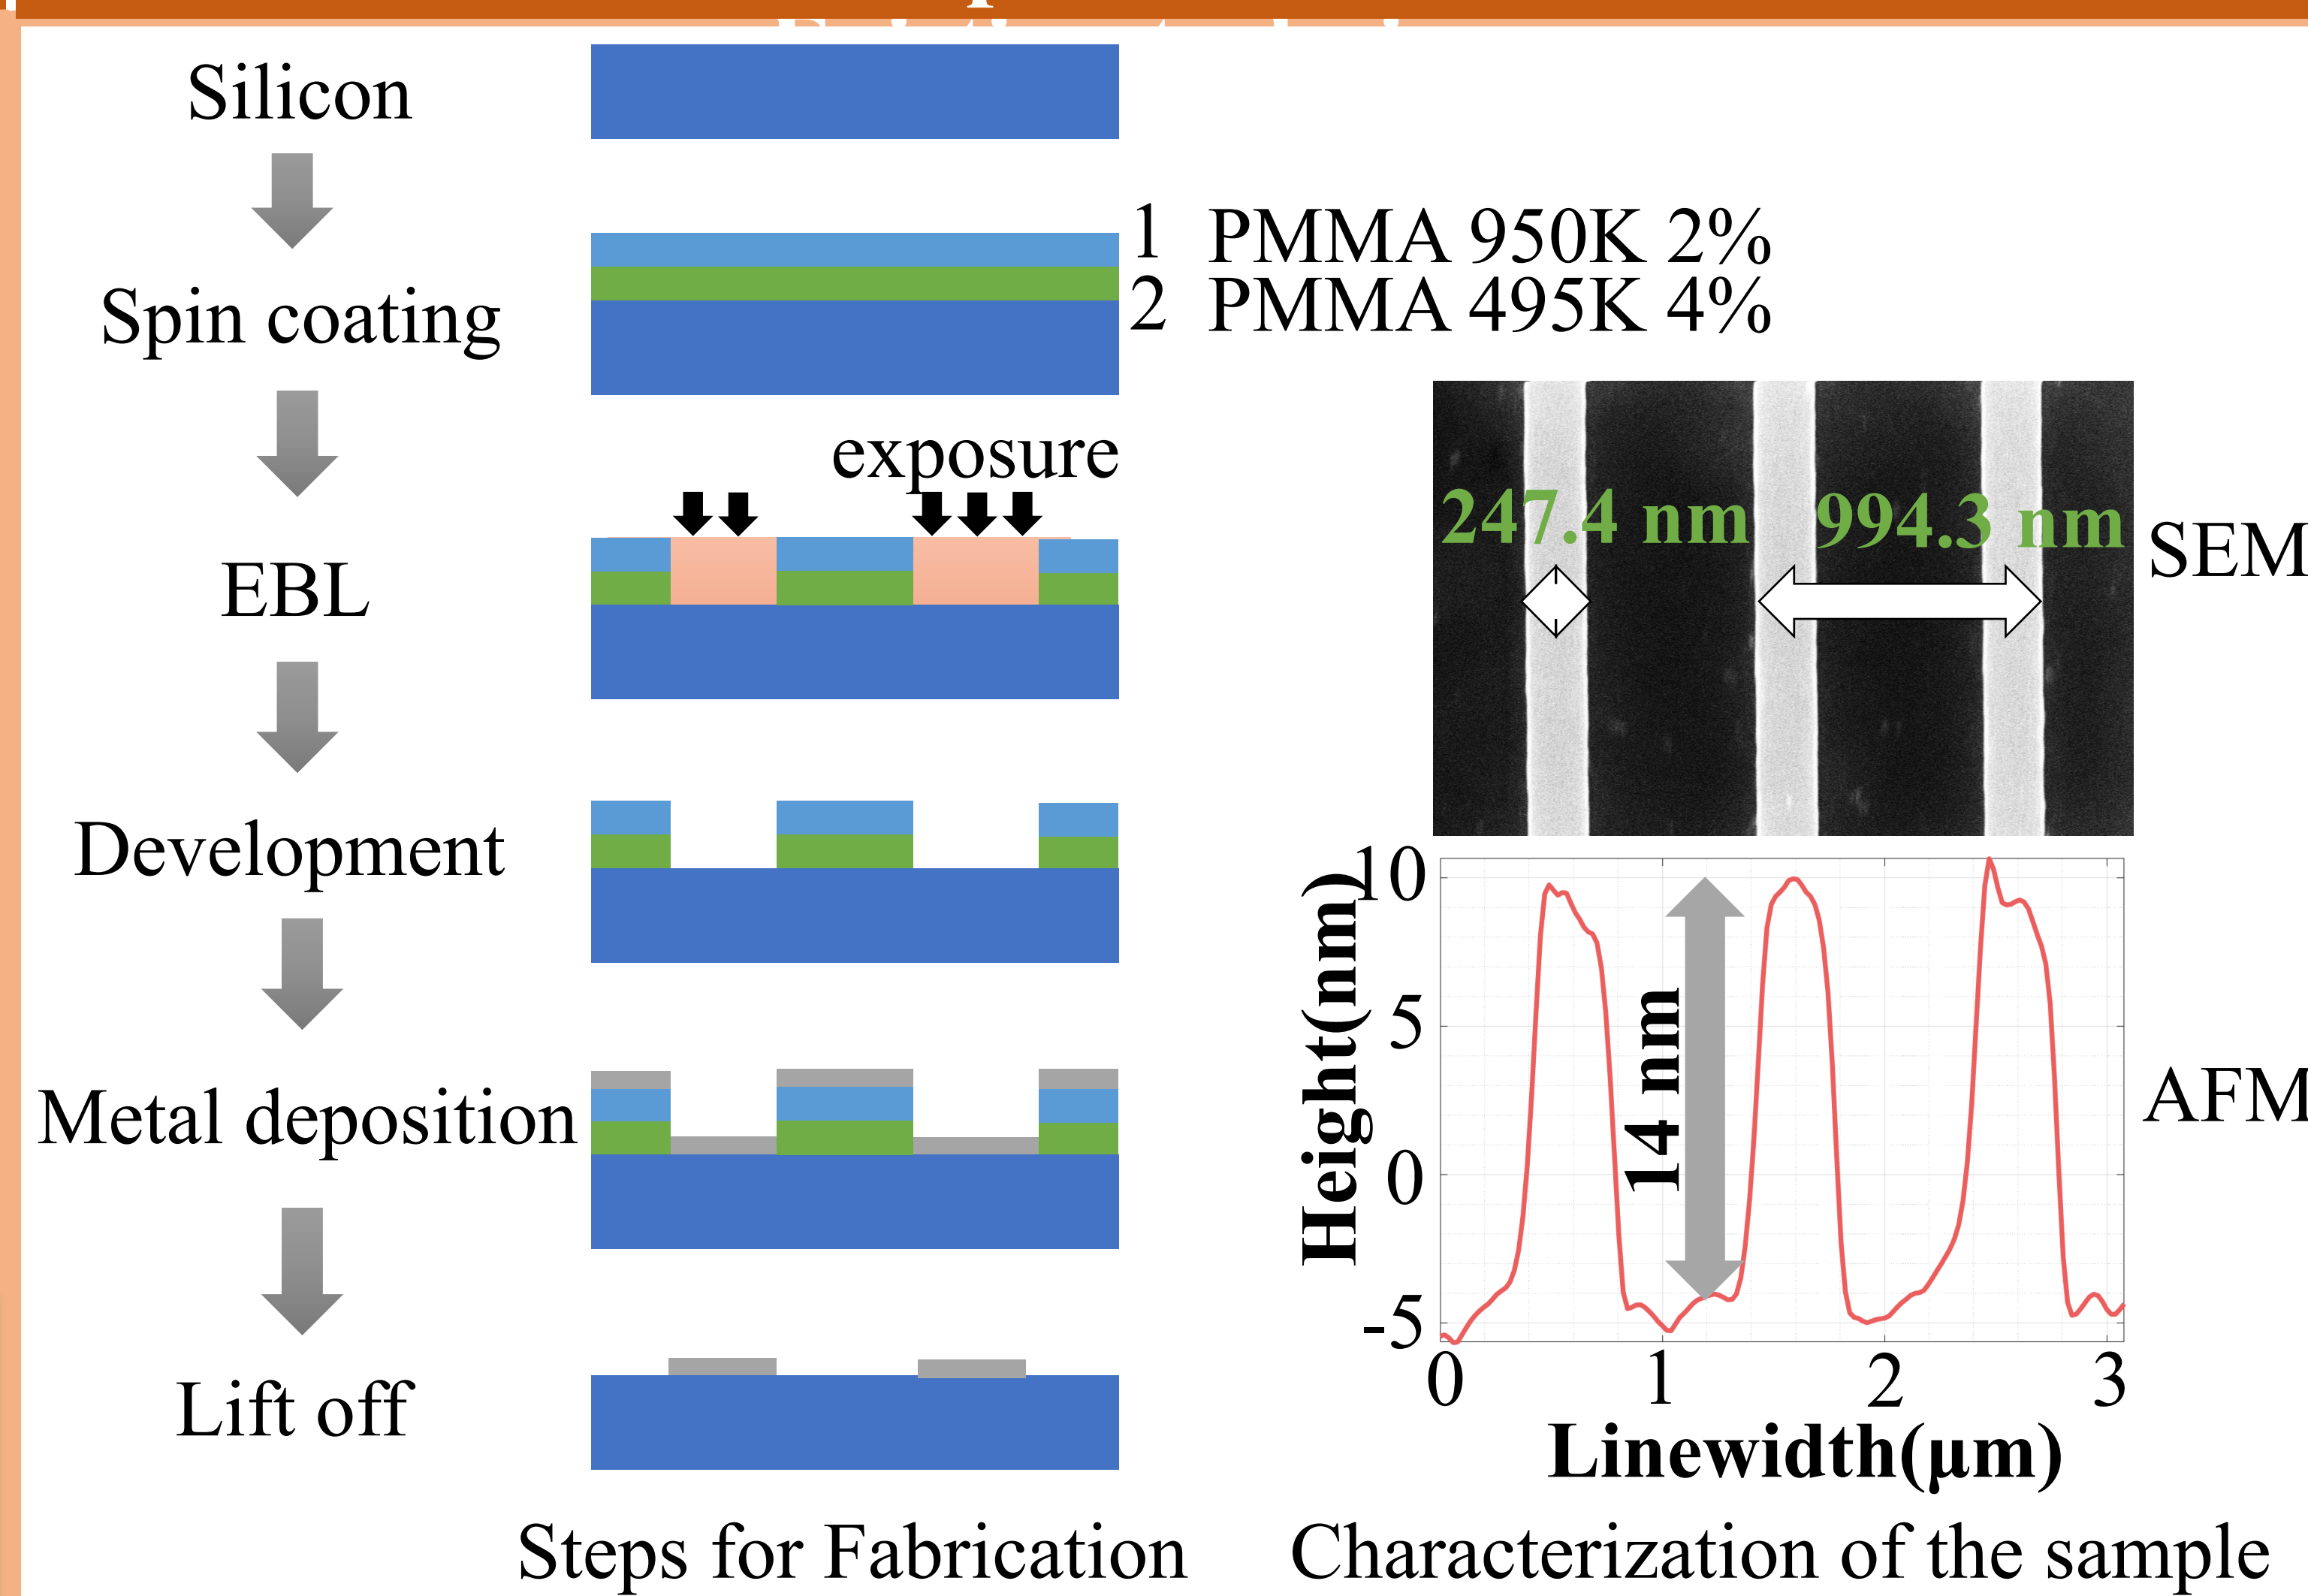 Silicon
Spin coating
1 PMMA 950K 2%
2 PMMA 495K 4%
exposure
EBL
Development
Metal deposition
Lift off
Steps for Fabrication
247.4 nm
994.3 nm
SEM
Height(nm)
10
5
0
-5
14 nm
AFM
0 1 2 3
Linewidth(μm)
Characterization of the sample